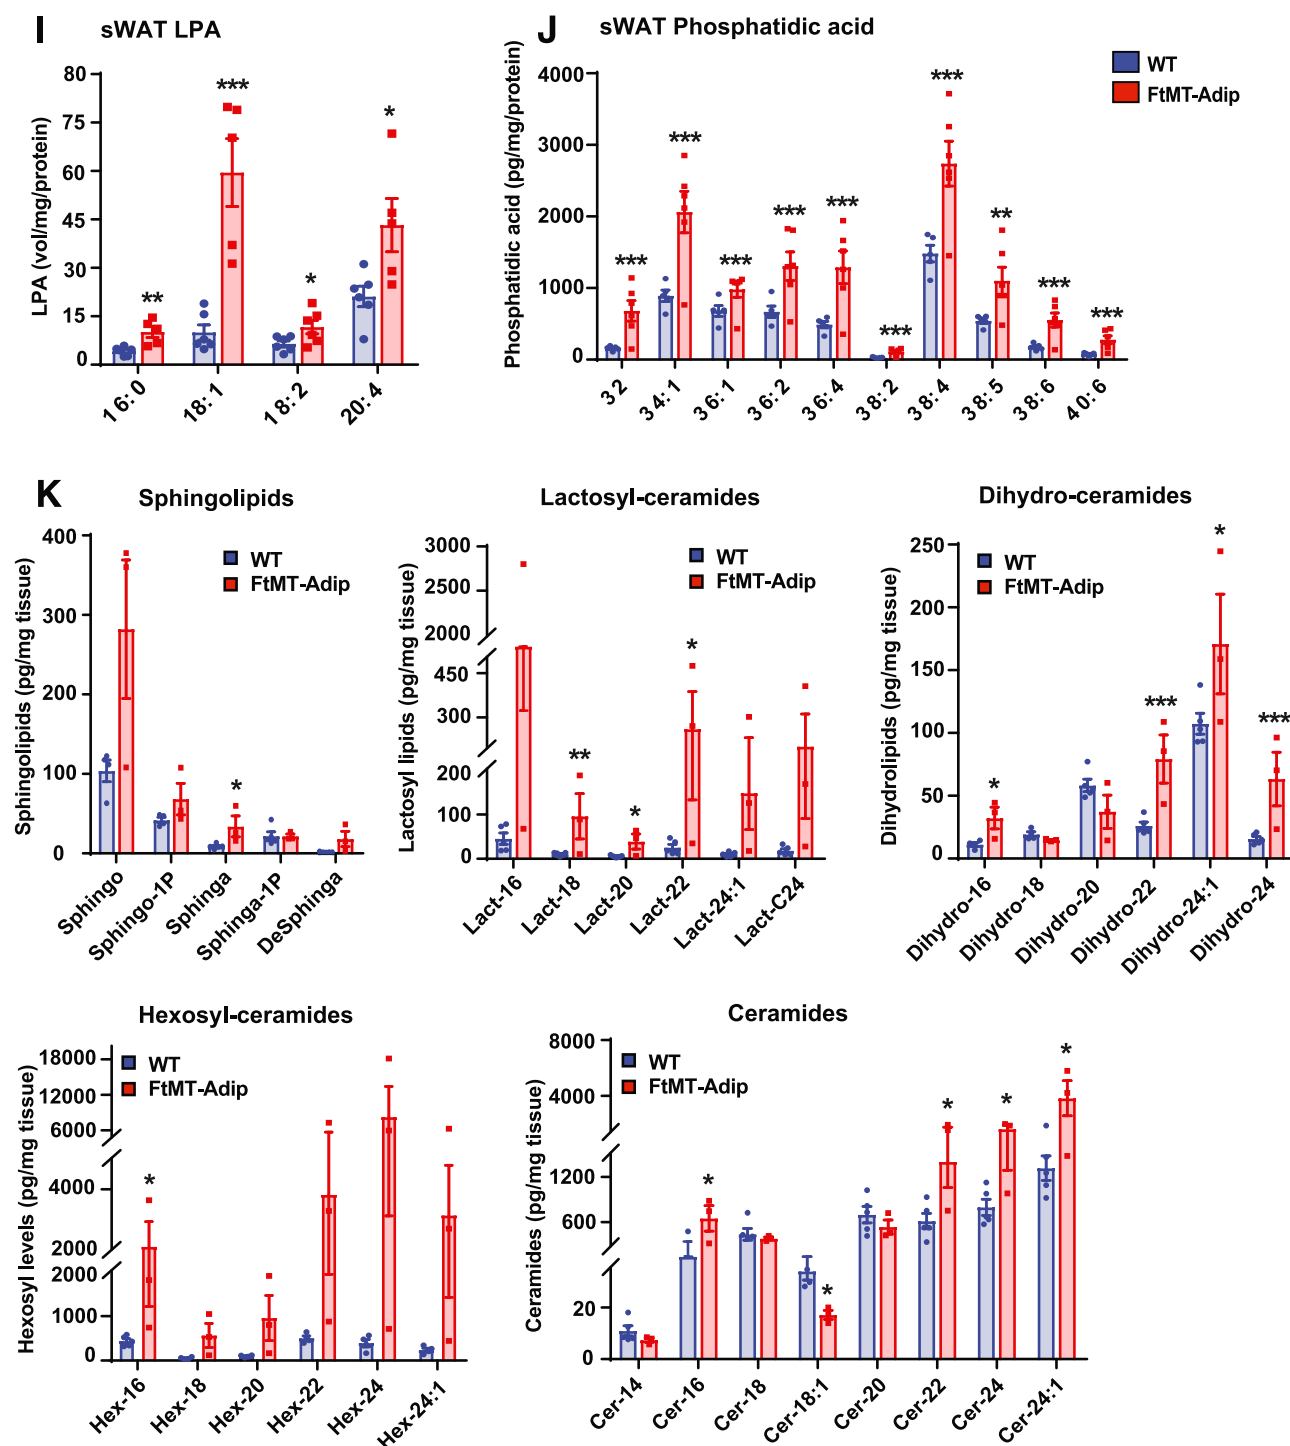 I sWAT LPA
LPA (vol/mg/protein)
80
75
60
45
30
15
0
**
***
*
*
16:0
18:1
18:2
20:4
J sWAT Phosphatidic acid
WT
FtMT-Adip
Phosphatidic acid (pg/mg/protein)
4000
3000
2000
1000
0
***
***
***
***
***
***
***
**
***
***
32
34:1
36:1
36:2
36:4
38:2
38:4
38:5
38:6
40:6
K
Sphingolipids
WT
FtMT-Adip
Sphingolipids (pg/mg tissue)
400
300
200
100
0
*
Sphingo
Sphingo-1P
Sphinga
Sphinga-1P
DeSphinga
Lactosyl-ceramides
WT
FtMT-Adip
Lactosyl lipids (pg/mg tissue)
3000
2500
2000
450
300
200
100
0
**
*
*
Lact-16
Lact-18
Lact-20
Lact-22
Lact-24:1
Lact-C24
Dihydro-ceramides
WT
FtMT-Adip
Dihydrolipids (pg/mg tissue)
250
200
150
100
50
0
*
***
*
***
Dihydro-16
Dihydro-18
Dihydro-20
Dihydro-22
Dihydro-24:1
Dihydro-24
Hexosyl-ceramides
WT
FtMT-Adip
Hexosyl levels (pg/mg tissue)
18000
12000
6000
4000
2000
2000
1000
0
*
Hex-16
Hex-18
Hex-20
Hex-22
Hex-24
Hex-24:1
Ceramides
WT
FtMT-Adip
Ceramides (pg/mg tissue)
8000
4000
1200
600
20
0
*
*
*
*
*
Cer-14
Cer-16
Cer-18
Cer-18:1
Cer-20
Cer-22
Cer-24
Cer-24:1